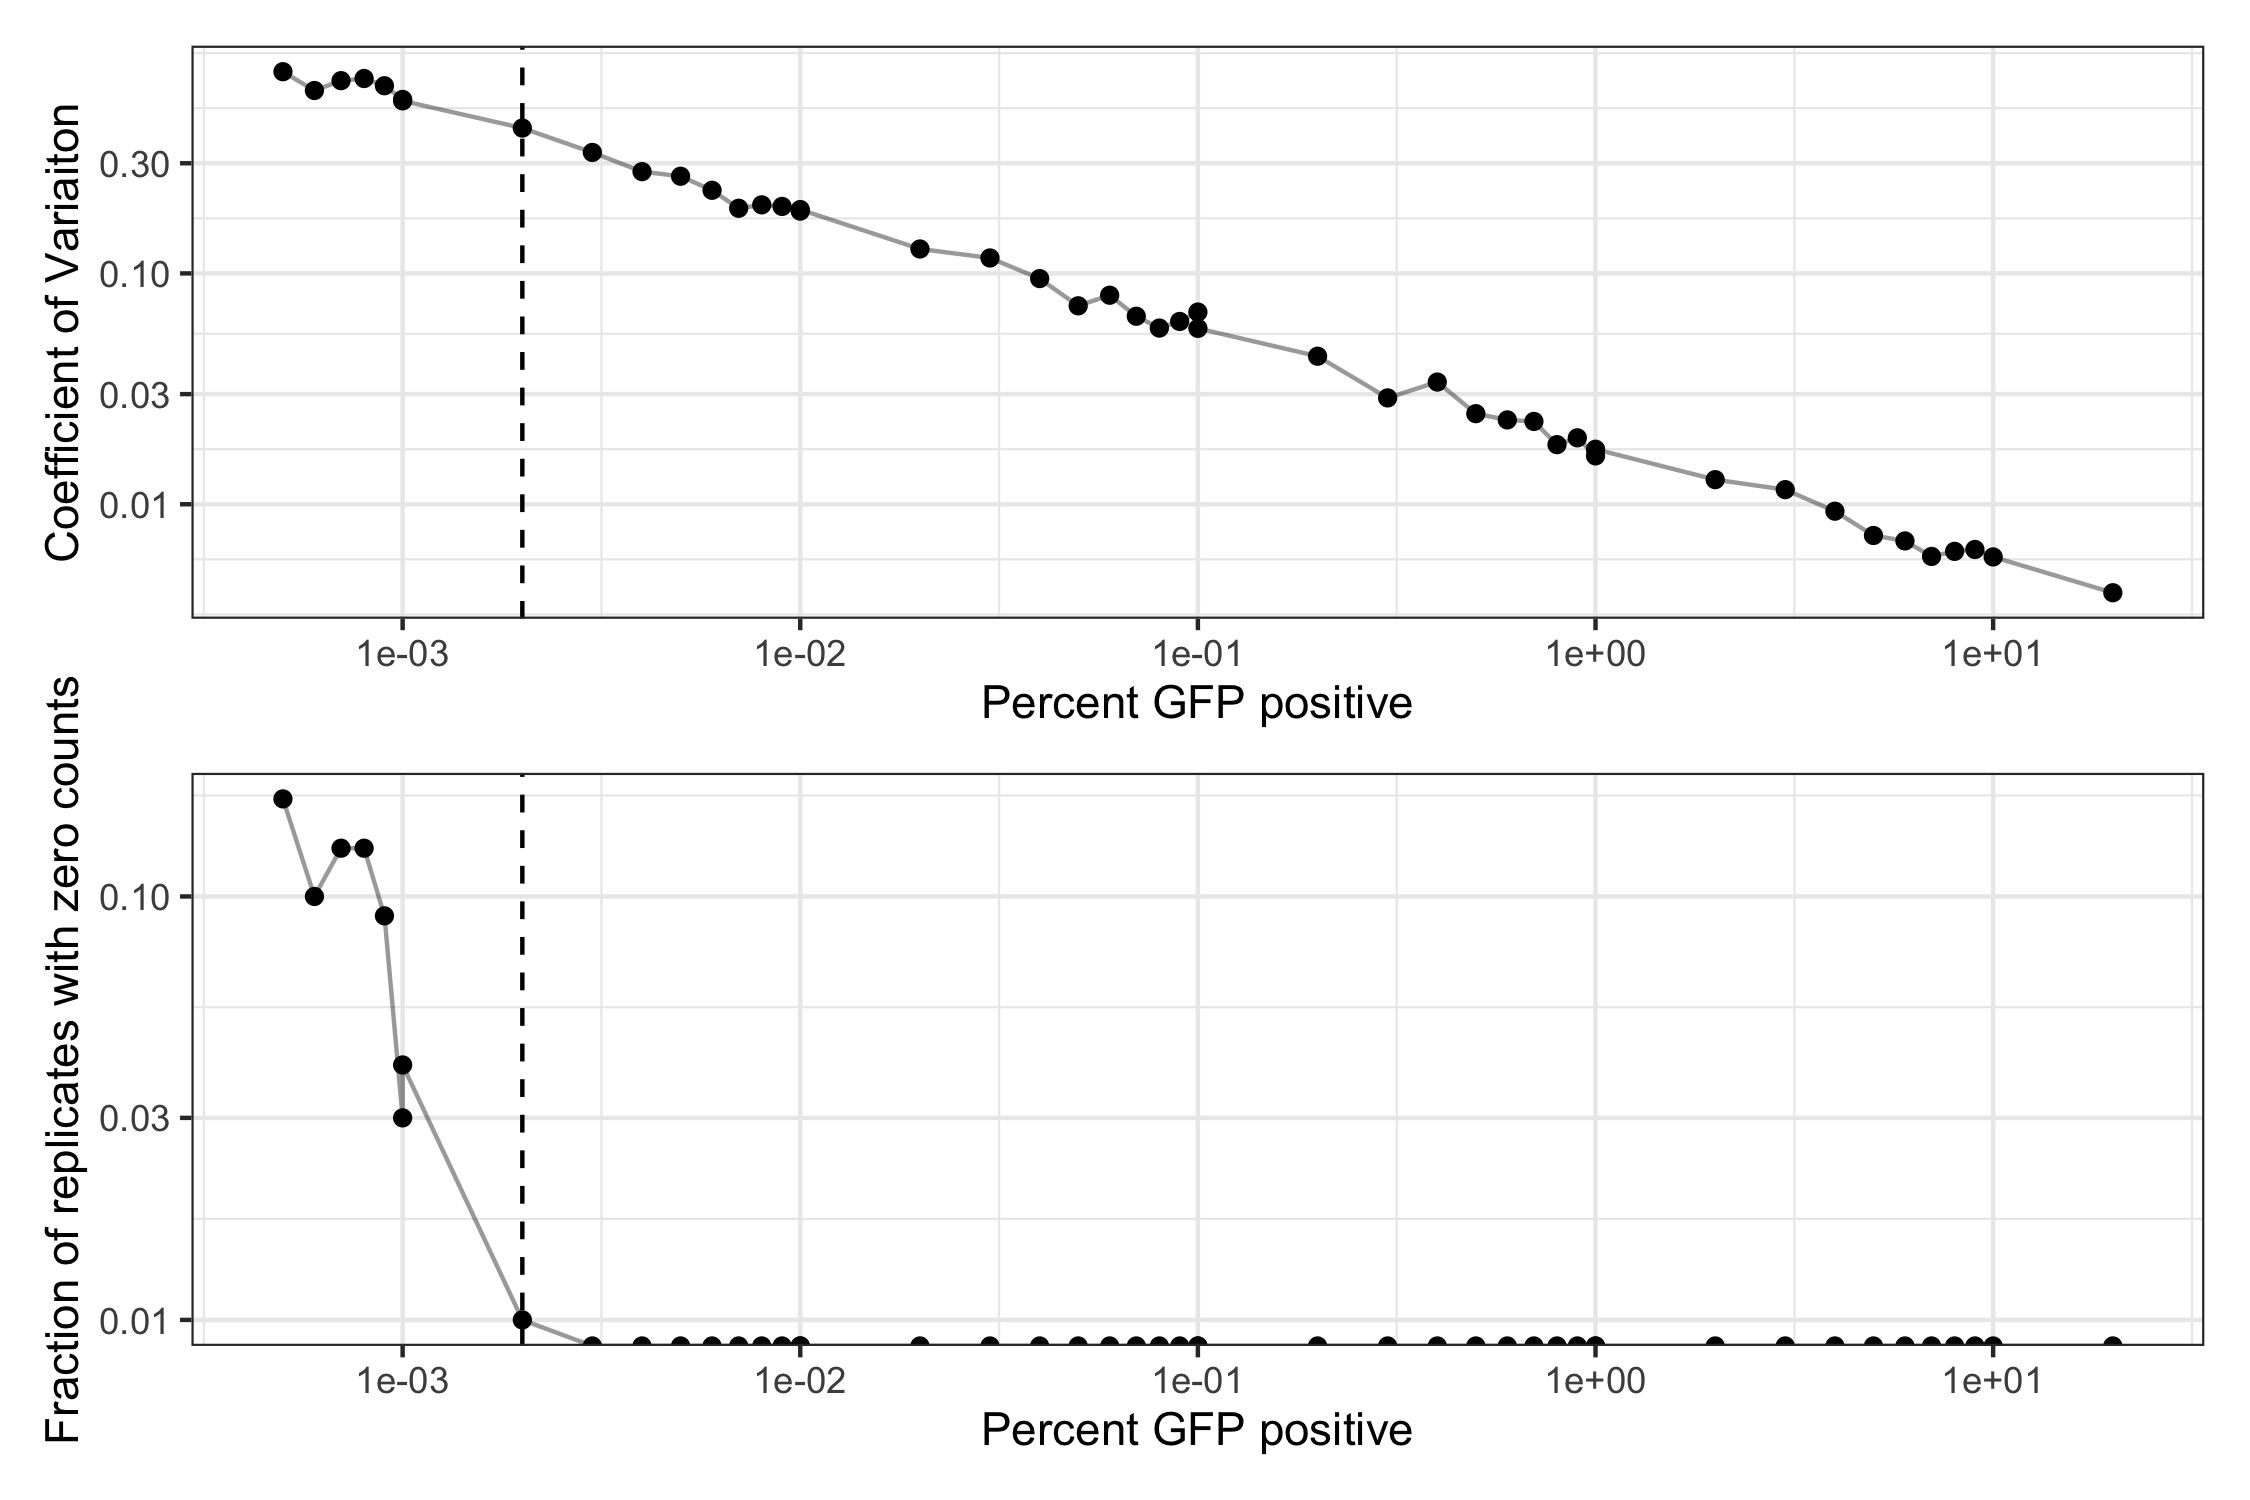 Coefficient of Variaiton
0.30
0.10
0.03
0.01
1e-03 1e-02 1e-01 1e+00 1e+01
Percent GFP positive
Fraction of replicates with zero counts
0.10
0.03
0.01
1e-03 1e-02 1e-01 1e+00 1e+01
Percent GFP positive